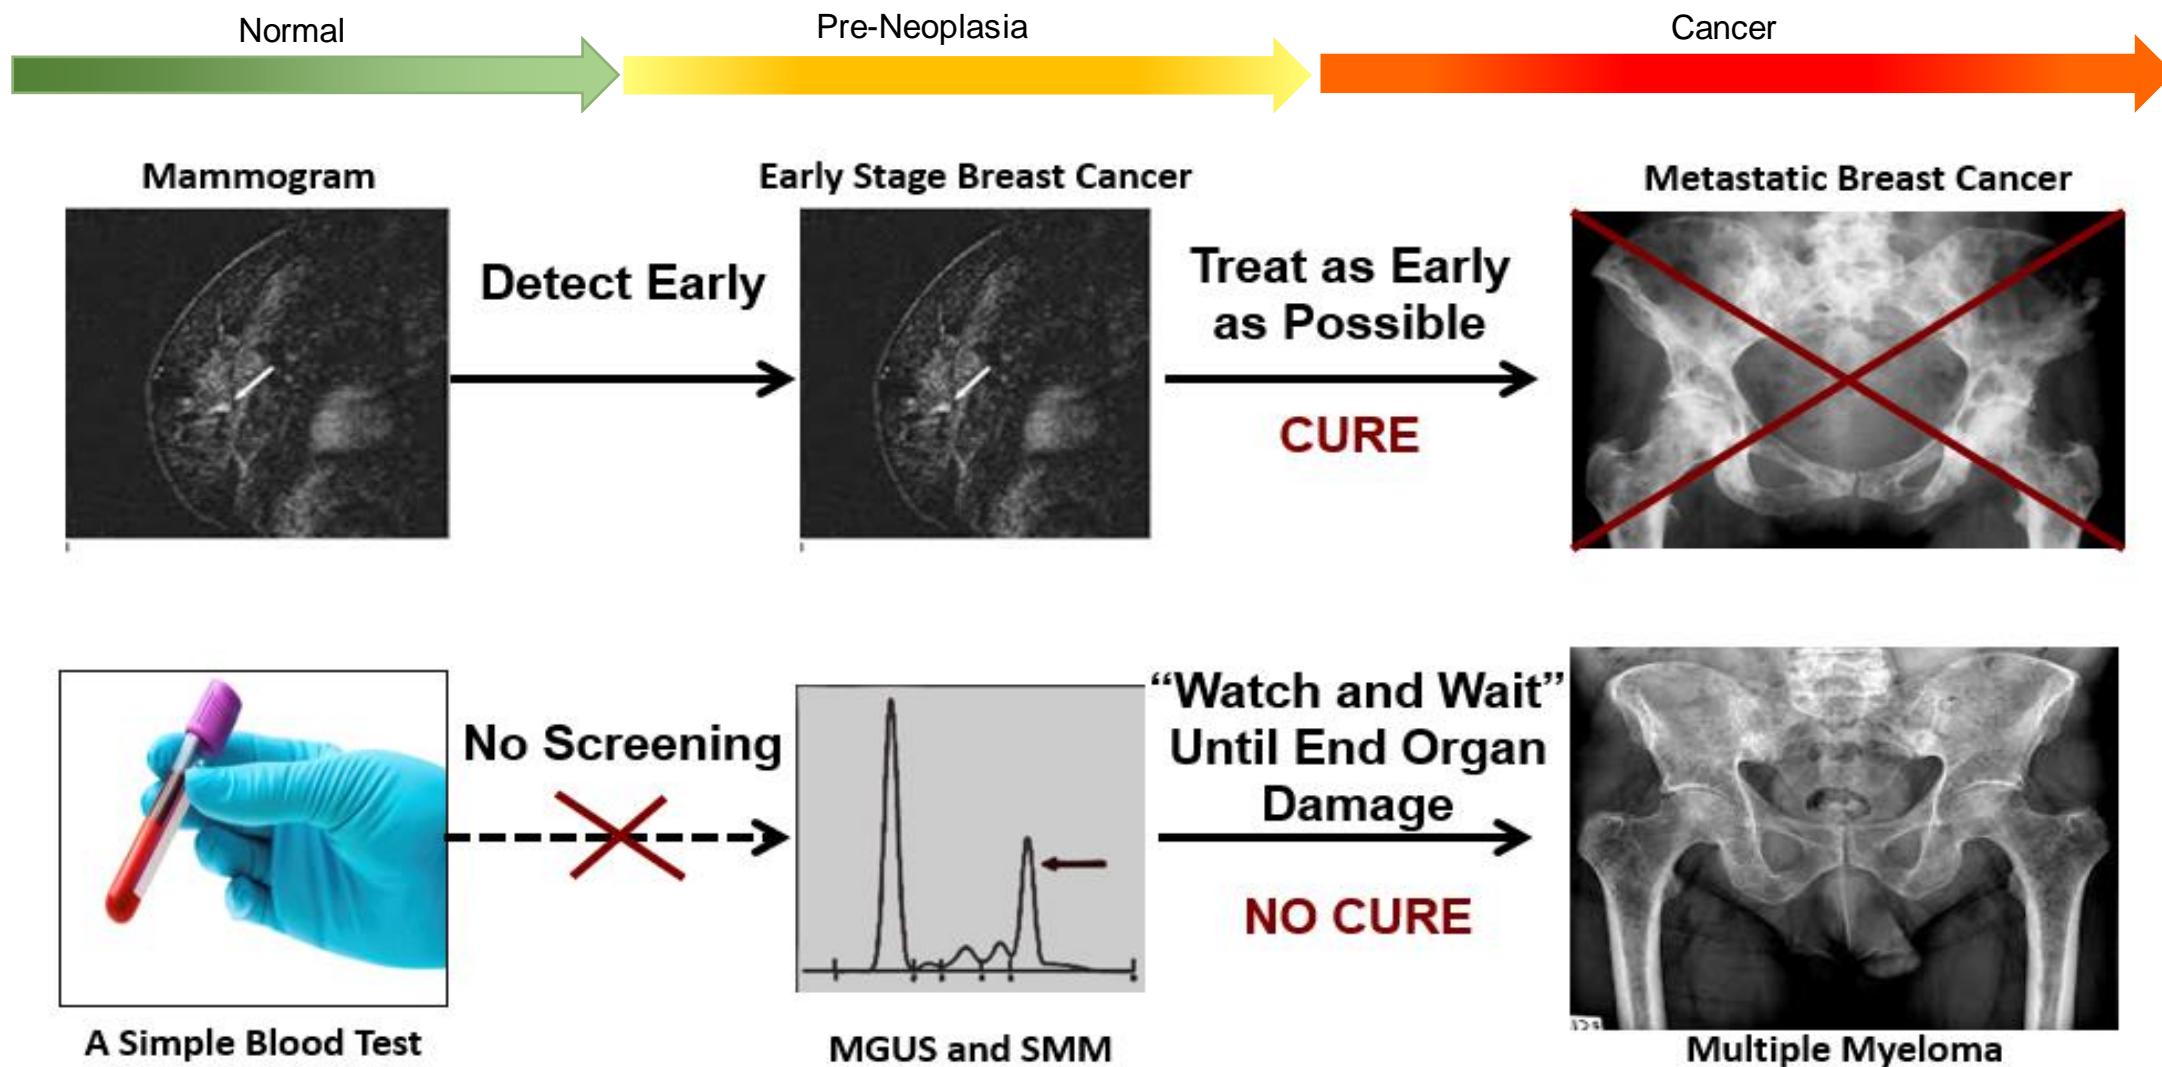 Normal
Pre-Neoplasia
Cancer
Mammogram
Early Stage Breast Cancer
Metastatic Breast Cancer
Detect Early
Treat as Early
as Possible
CURE
No Screening
“Watch and Wait”
Until End Organ
Damage
NO CURE
A Simple Blood Test
MGUS and SMM
Multiple Myeloma